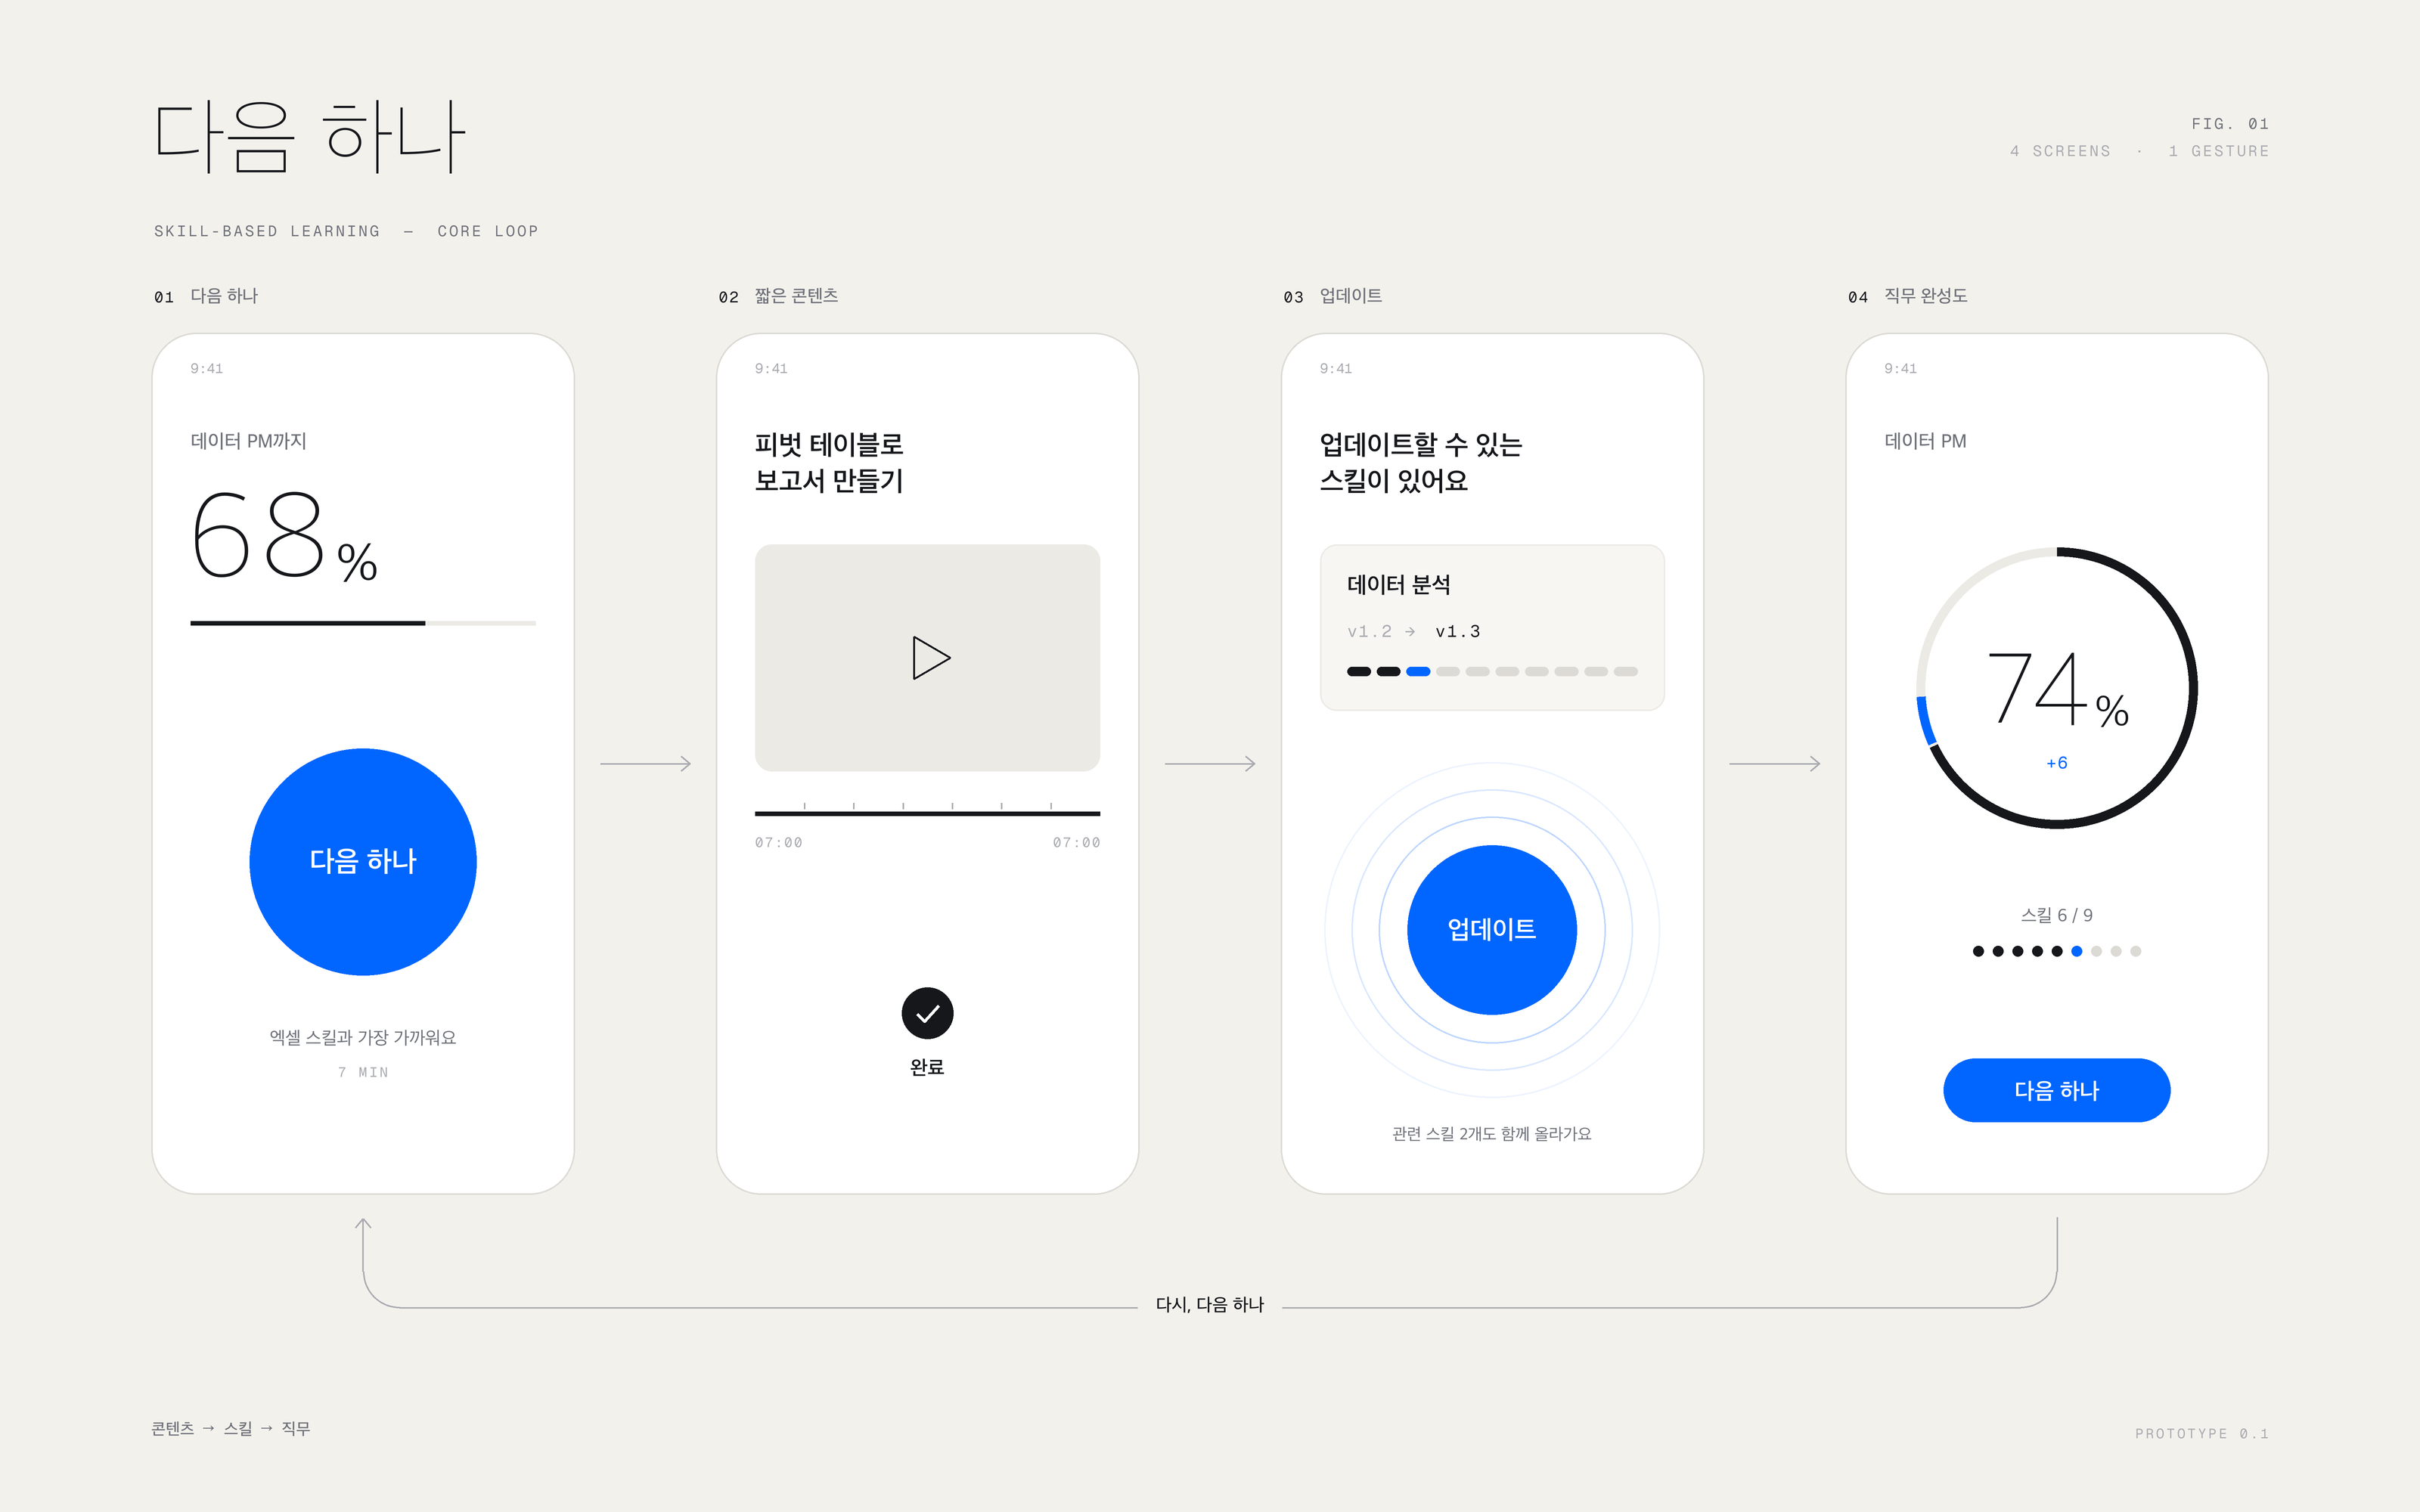 다음 하나
FIG. 01
4 SCREENS · 1 GESTURE
SKILL-BASED LEARNING — CORE LOOP
01 다음 하나
9:41
데이터 PM까지
68%
다음 하나
엑셀 스킬과 가장 가까워요
7 MIN
02 짧은 콘텐츠
9:41
피벗 테이블로
보고서 만들기
07:00 07:00
완료
03 업데이트
9:41
업데이트할 수 있는
스킬이 있어요
데이터 분석
v1.2 → v1.3
업데이트
관련 스킬 2개도 함께 올라가요
04 직무 완성도
9:41
데이터 PM
74%
+6
스킬 6 / 9
다음 하나
다시, 다음 하나
콘텐츠 → 스킬 → 직무
PROTOTYPE 0.1